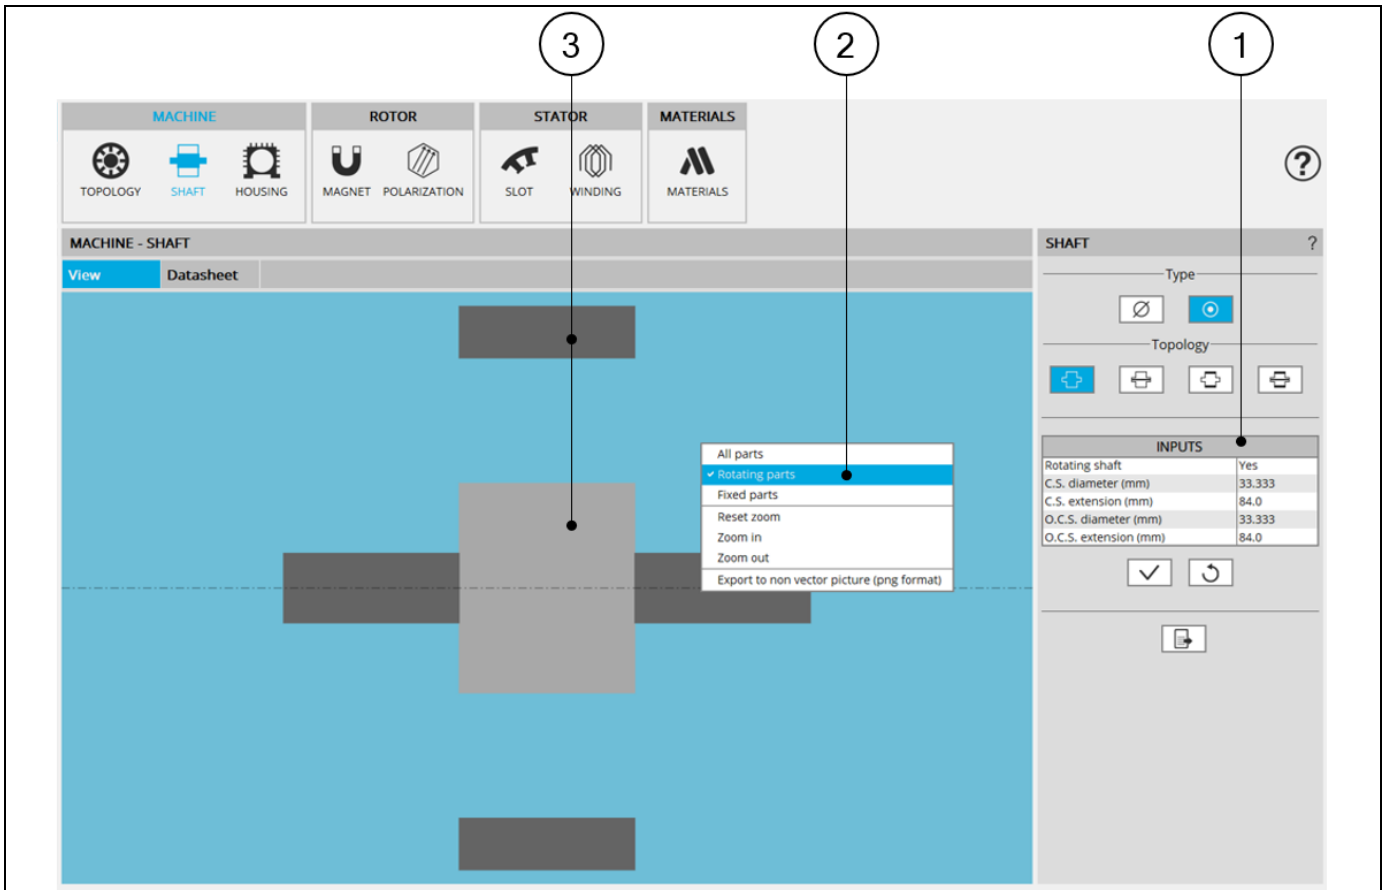 3 2 1
MACHINE ROTOR STATOR MATERIALS
TOPOLOGY SHAFT HOUSING MAGNET POLARIZATION SLOT WINDING MATERIALS
?
MACHINE - SHAFT
View Datasheet
SHAFT ?
Type
Topology
All parts
Rotating parts
Fixed parts
Reset zoom
Zoom in
Zoom out
Export to non vector picture (png format)
INPUTS
Rotating shaft Yes
C.S. diameter (mm) 33.333
C.S. extension (mm) 84.0
O.C.S. diameter (mm) 33.333
O.C.S. extension (mm) 84.0